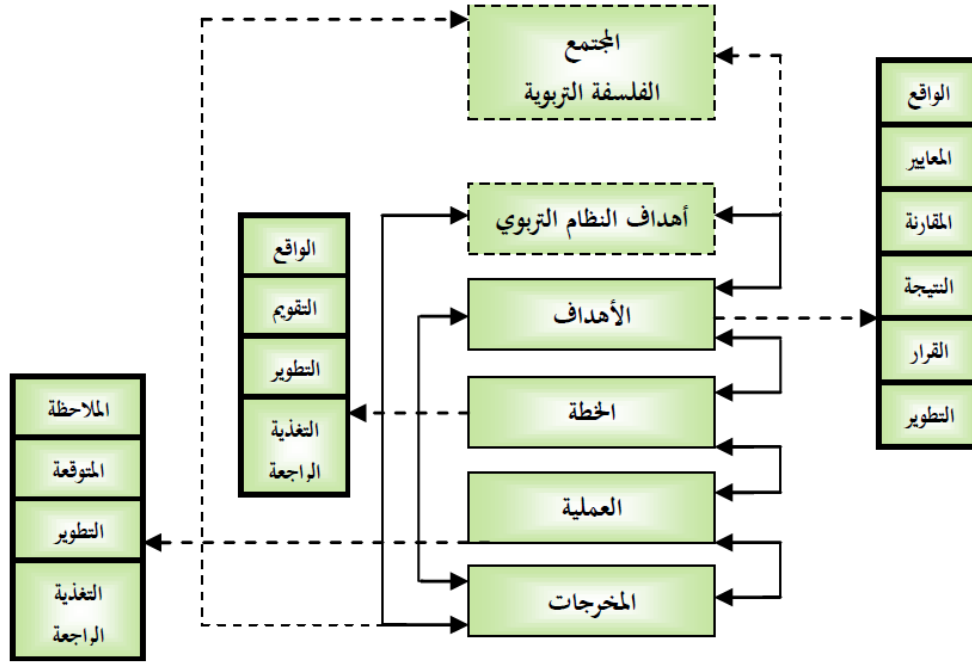 المجتمع
الفلسفة التربوية
أهداف النظام التربوي
الأهداف
الخطة
العملية
المخرجات
الواقع
المعايير
المقارنة
النتيجة
القرار
التطوير
الواقع
التقويم
التطوير
التغذية
الراجعة
الملاحظة
المتوقعة
التطوير
التغذية
الراجعة